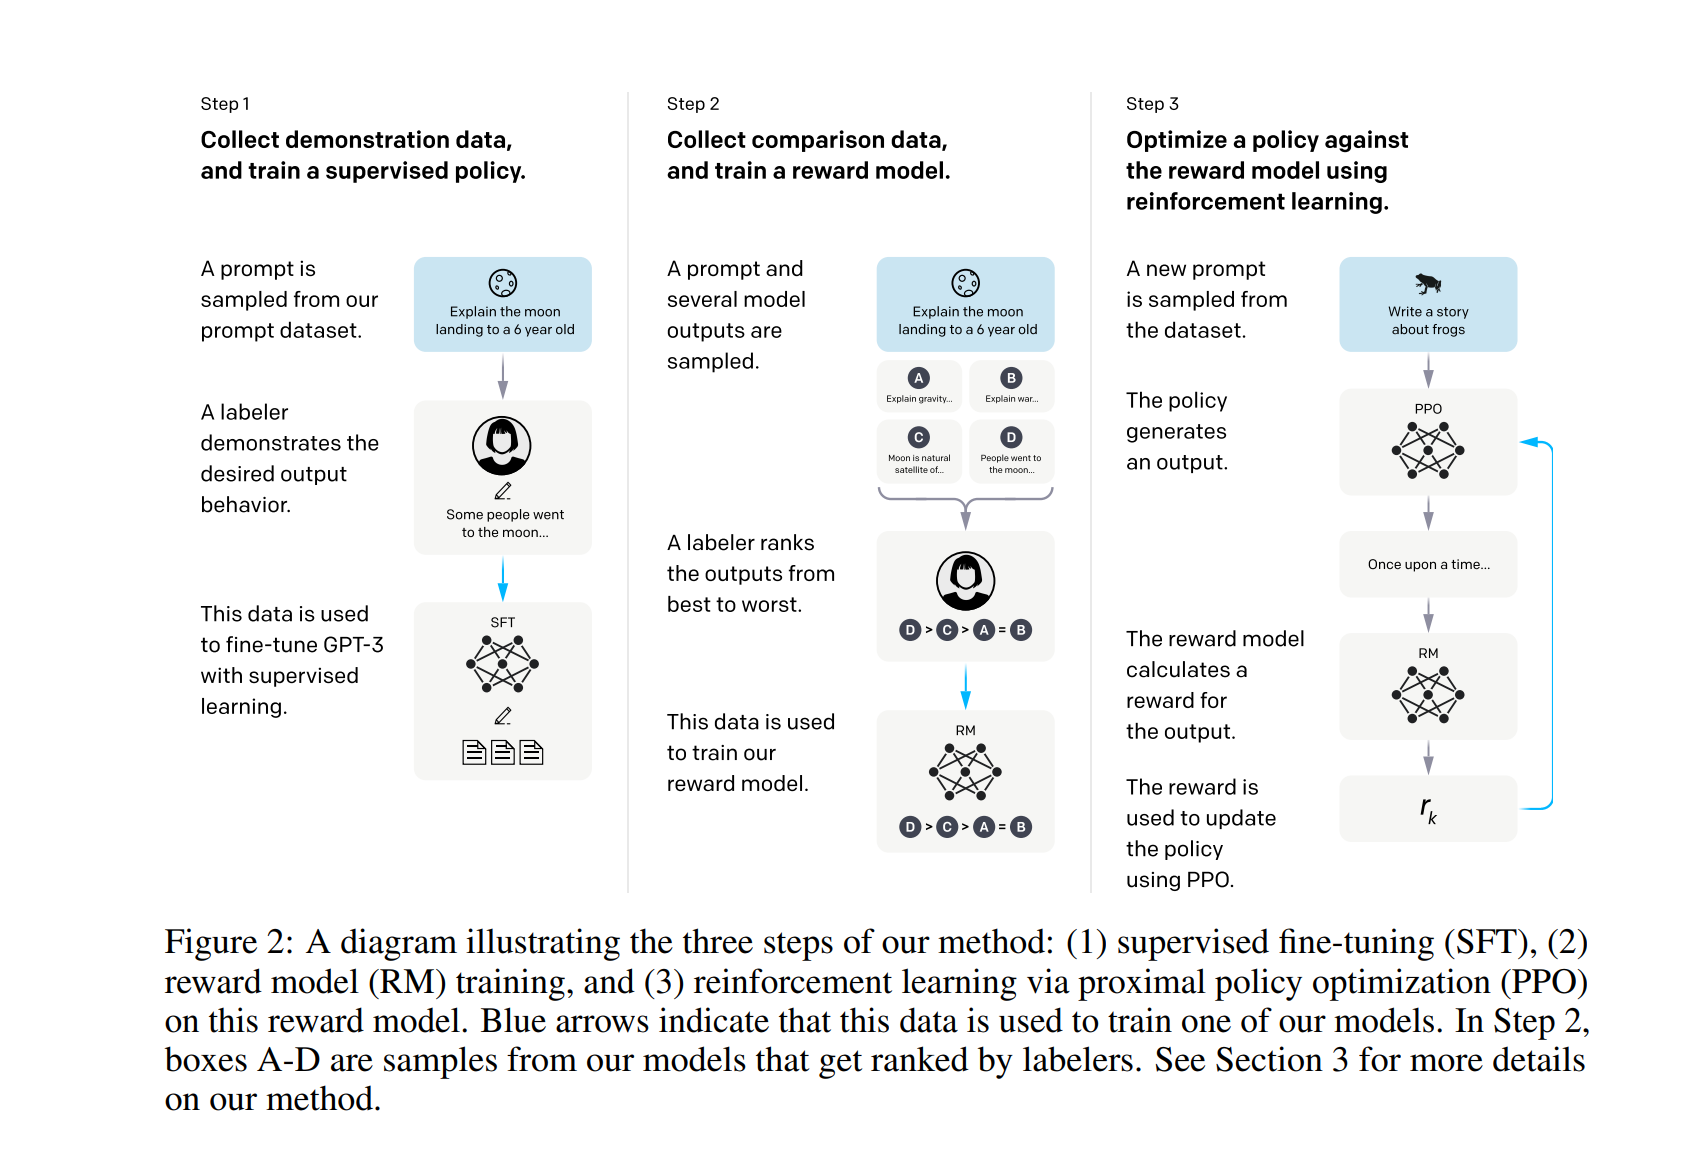 Step 1
Collect demonstration data,
and train a supervised policy.
A prompt is
sampled from our
prompt dataset.
Explain the moon
landing to a 6 year old
A labeler
demonstrates the
desired output
behavior.
Some people went
to the moon...
This data is used
to fine-tune GPT-3
with supervised
learning.
SFT
Step 2
Collect comparison data,
and train a reward model.
A prompt and
several model
outputs are
sampled.
Explain the moon
landing to a 6 year old
A
Explain gravity...
B
Explain war...
C
Moon is natural
satellite of...
D
People went to
the moon...
A labeler ranks
the outputs from
best to worst.
D > C > A = B
This data is used
to train our
reward model.
RM
D > C > A = B
Step 3
Optimize a policy against
the reward model using
reinforcement learning.
A new prompt
is sampled from
the dataset.
Write a story
about frogs
The policy
generates
an output.
PPO
Once upon a time...
The reward model
calculates a
reward for
the output.
RM
The reward is
used to update
the policy
using PPO.
r_k
Figure 2: A diagram illustrating the three steps of our method: (1) supervised fine-tuning (SFT), (2)
reward model (RM) training, and (3) reinforcement learning via proximal policy optimization (PPO)
on this reward model. Blue arrows indicate that this data is used to train one of our models. In Step 2,
boxes A-D are samples from our models that get ranked by labelers. See Section 3 for more details
on our method.